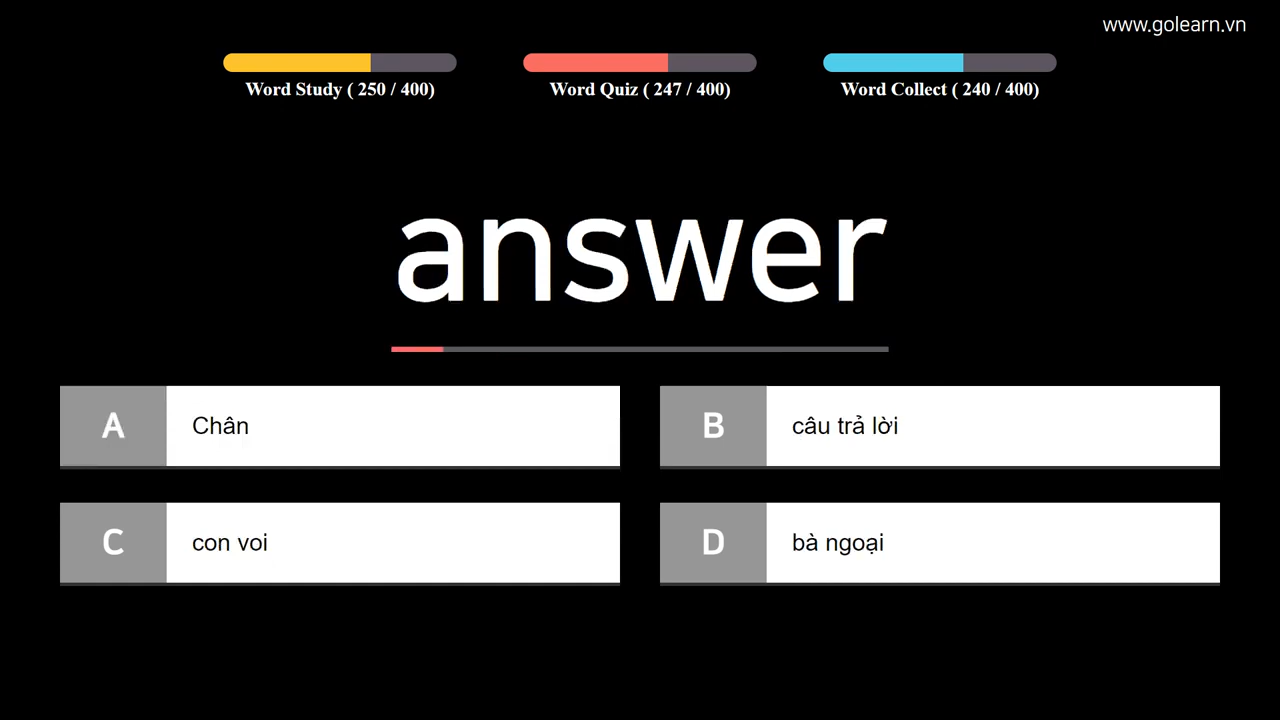 www.golearn.vn
Word Study ( 250 / 400)
Word Quiz ( 247 / 400)
Word Collect ( 240 / 400)
answer
A Chân
B câu trả lời
C con voi
D bà ngoại